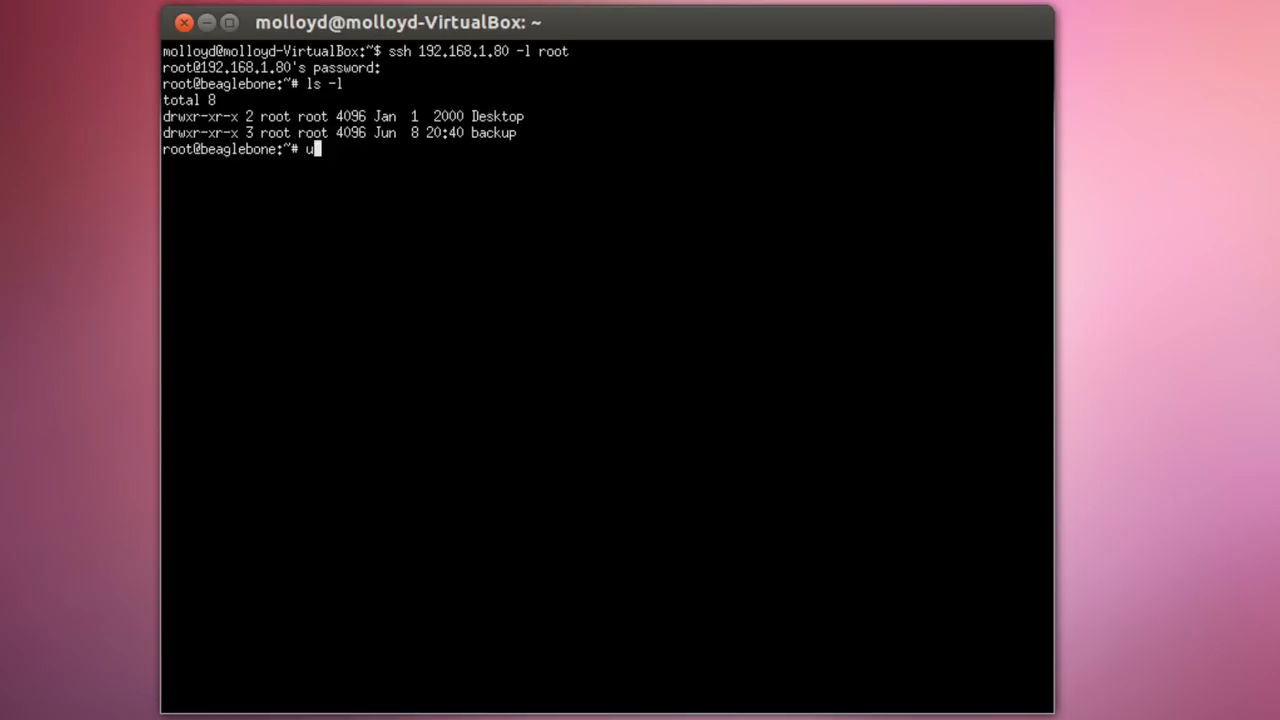 molloyd@molloyd-VirtualBox: ~
molloyd@molloyd-VirtualBox:~$ ssh 192.168.1.80 -l root
root@192.168.1.80's password:
root@beaglebone:~# ls -l
total 8
drwxr-xr-x 2 root root 4096 Jan  1  2000 Desktop
drwxr-xr-x 3 root root 4096 Jun  8 20:40 backup
root@beaglebone:~# u